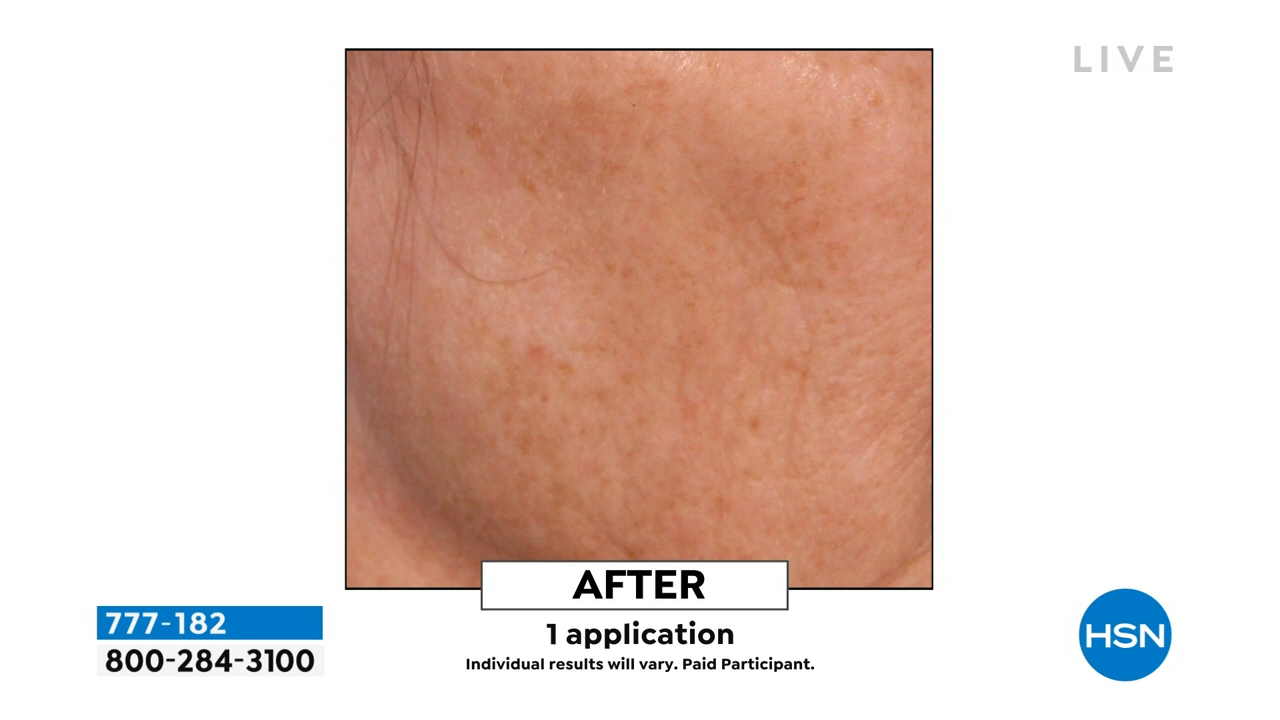 LIVE
AFTER
1 application
Individual results will vary. Paid Participant.
777-182
800-284-3100
HSN